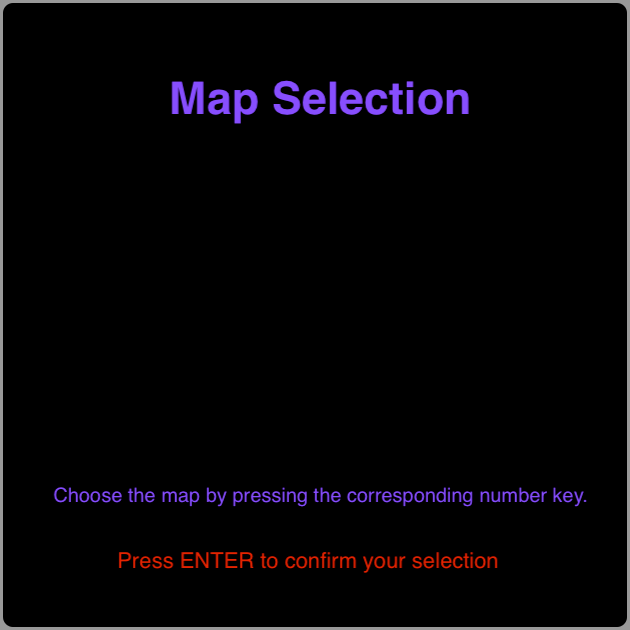 Map Selection
Choose the map by pressing the corresponding number key.
Press ENTER to confirm your selection